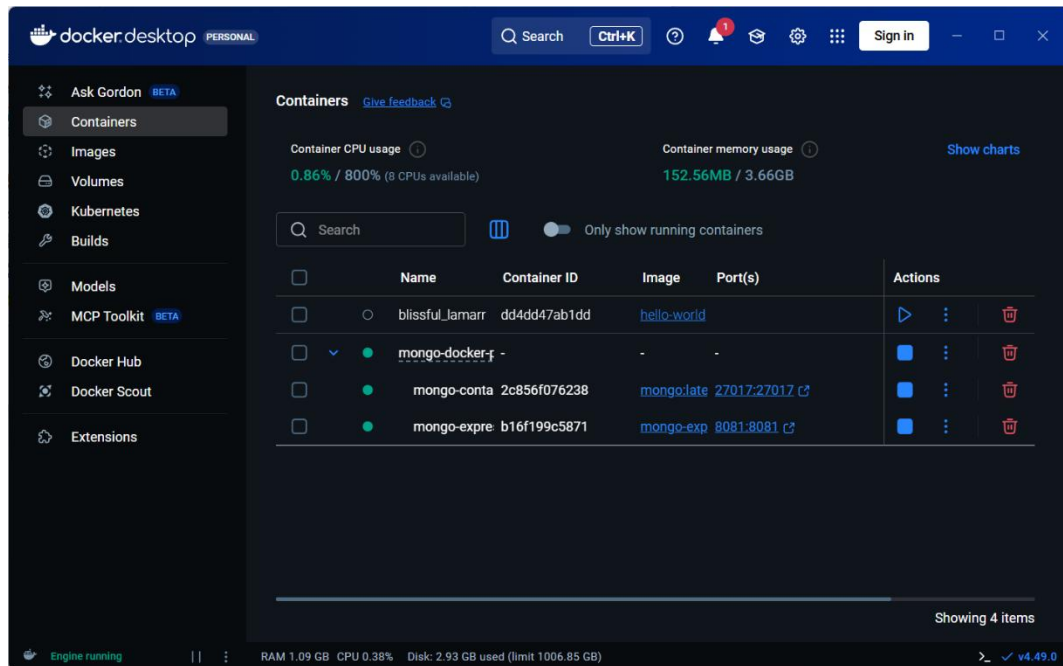 docker.desktop PERSONAL Search Ctrl+K 1 Sign in
Ask Gordon BETA
Containers
Images
Volumes
Kubernetes
Builds
Models
MCP Toolkit BETA
Docker Hub
Docker Scout
Extensions
Containers Give feedback
Container CPU usage Container memory usage Show charts
0.86% / 800% (8 CPUs available) 152.56MB / 3.66GB
Search Only show running containers
Name Container ID Image Port(s) Actions
blissful_lamarr dd4dd47ab1dd hello-world
mongo-docker-p - - -
mongo-conta 2c856f076238 mongo:late 27017:27017
mongo-expre b16f199c5871 mongo-exp 8081:8081
Showing 4 items
Engine running RAM 1.09 GB CPU 0.38% Disk: 2.93 GB used (limit 1006.85 GB) v4.49.0